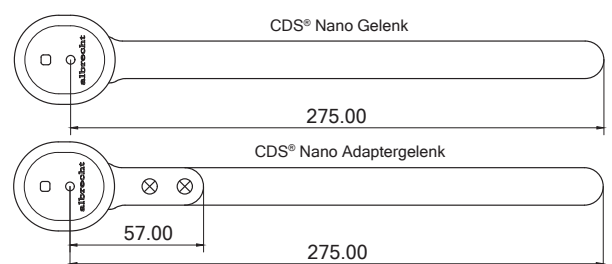 CDS® Nano Gelenk
albrecht
275.00
CDS® Nano Adaptergelenk
albrecht
57.00
275.00